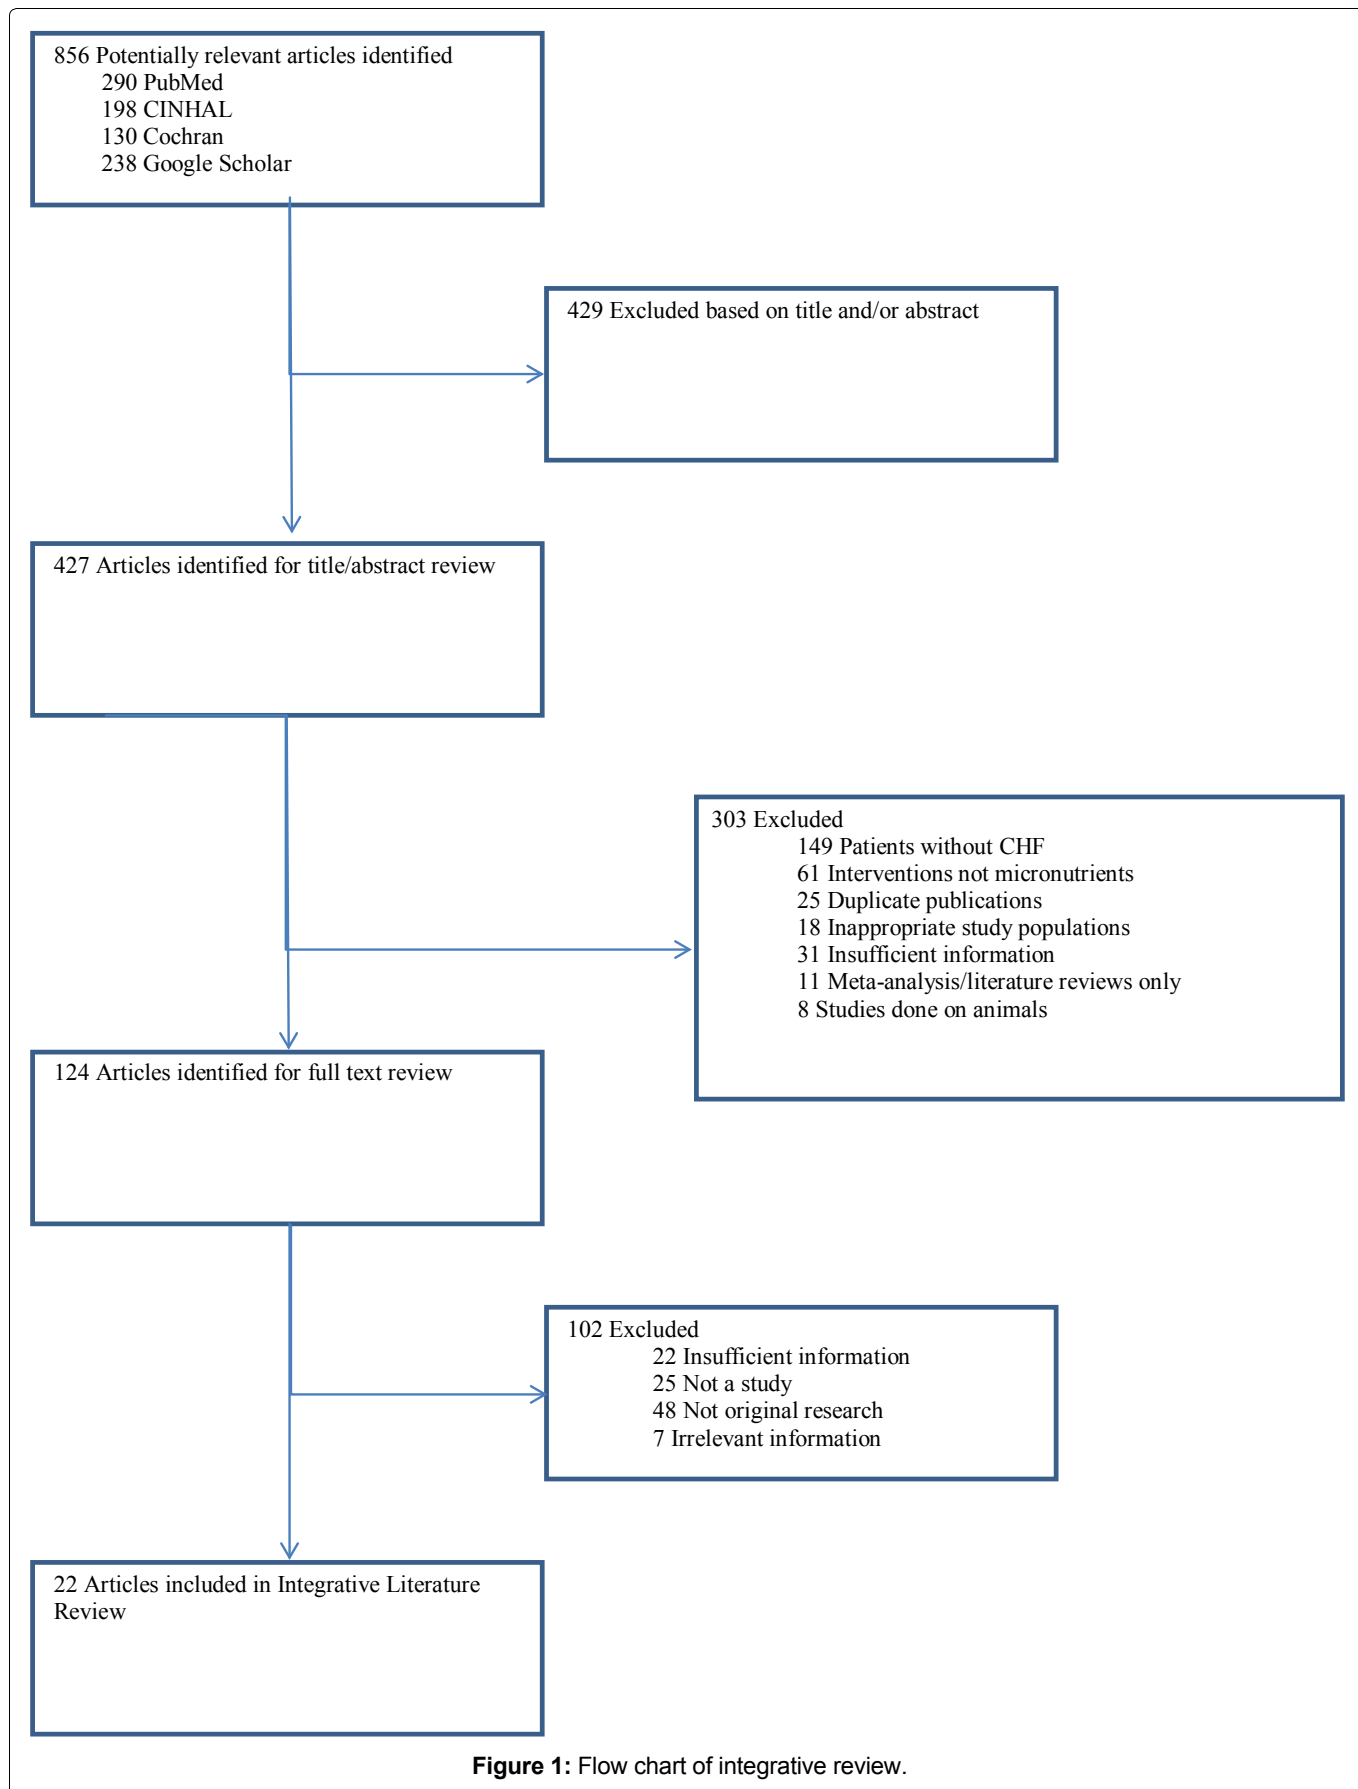 856 Potentially relevant articles identified
290 PubMed
198 CINHAL
130 Cochran
238 Google Scholar
429 Excluded based on title and/or abstract
427 Articles identified for title/abstract review
303 Excluded
149 Patients without CHF
61 Interventions not micronutrients
25 Duplicate publications
18 Inappropriate study populations
31 Insufficient information
11 Meta-analysis/literature reviews only
8 Studies done on animals
124 Articles identified for full text review
102 Excluded
22 Insufficient information
25 Not a study
48 Not original research
7 Irrelevant information
22 Articles included in Integrative Literature
Review
Figure 1: Flow chart of integrative review.